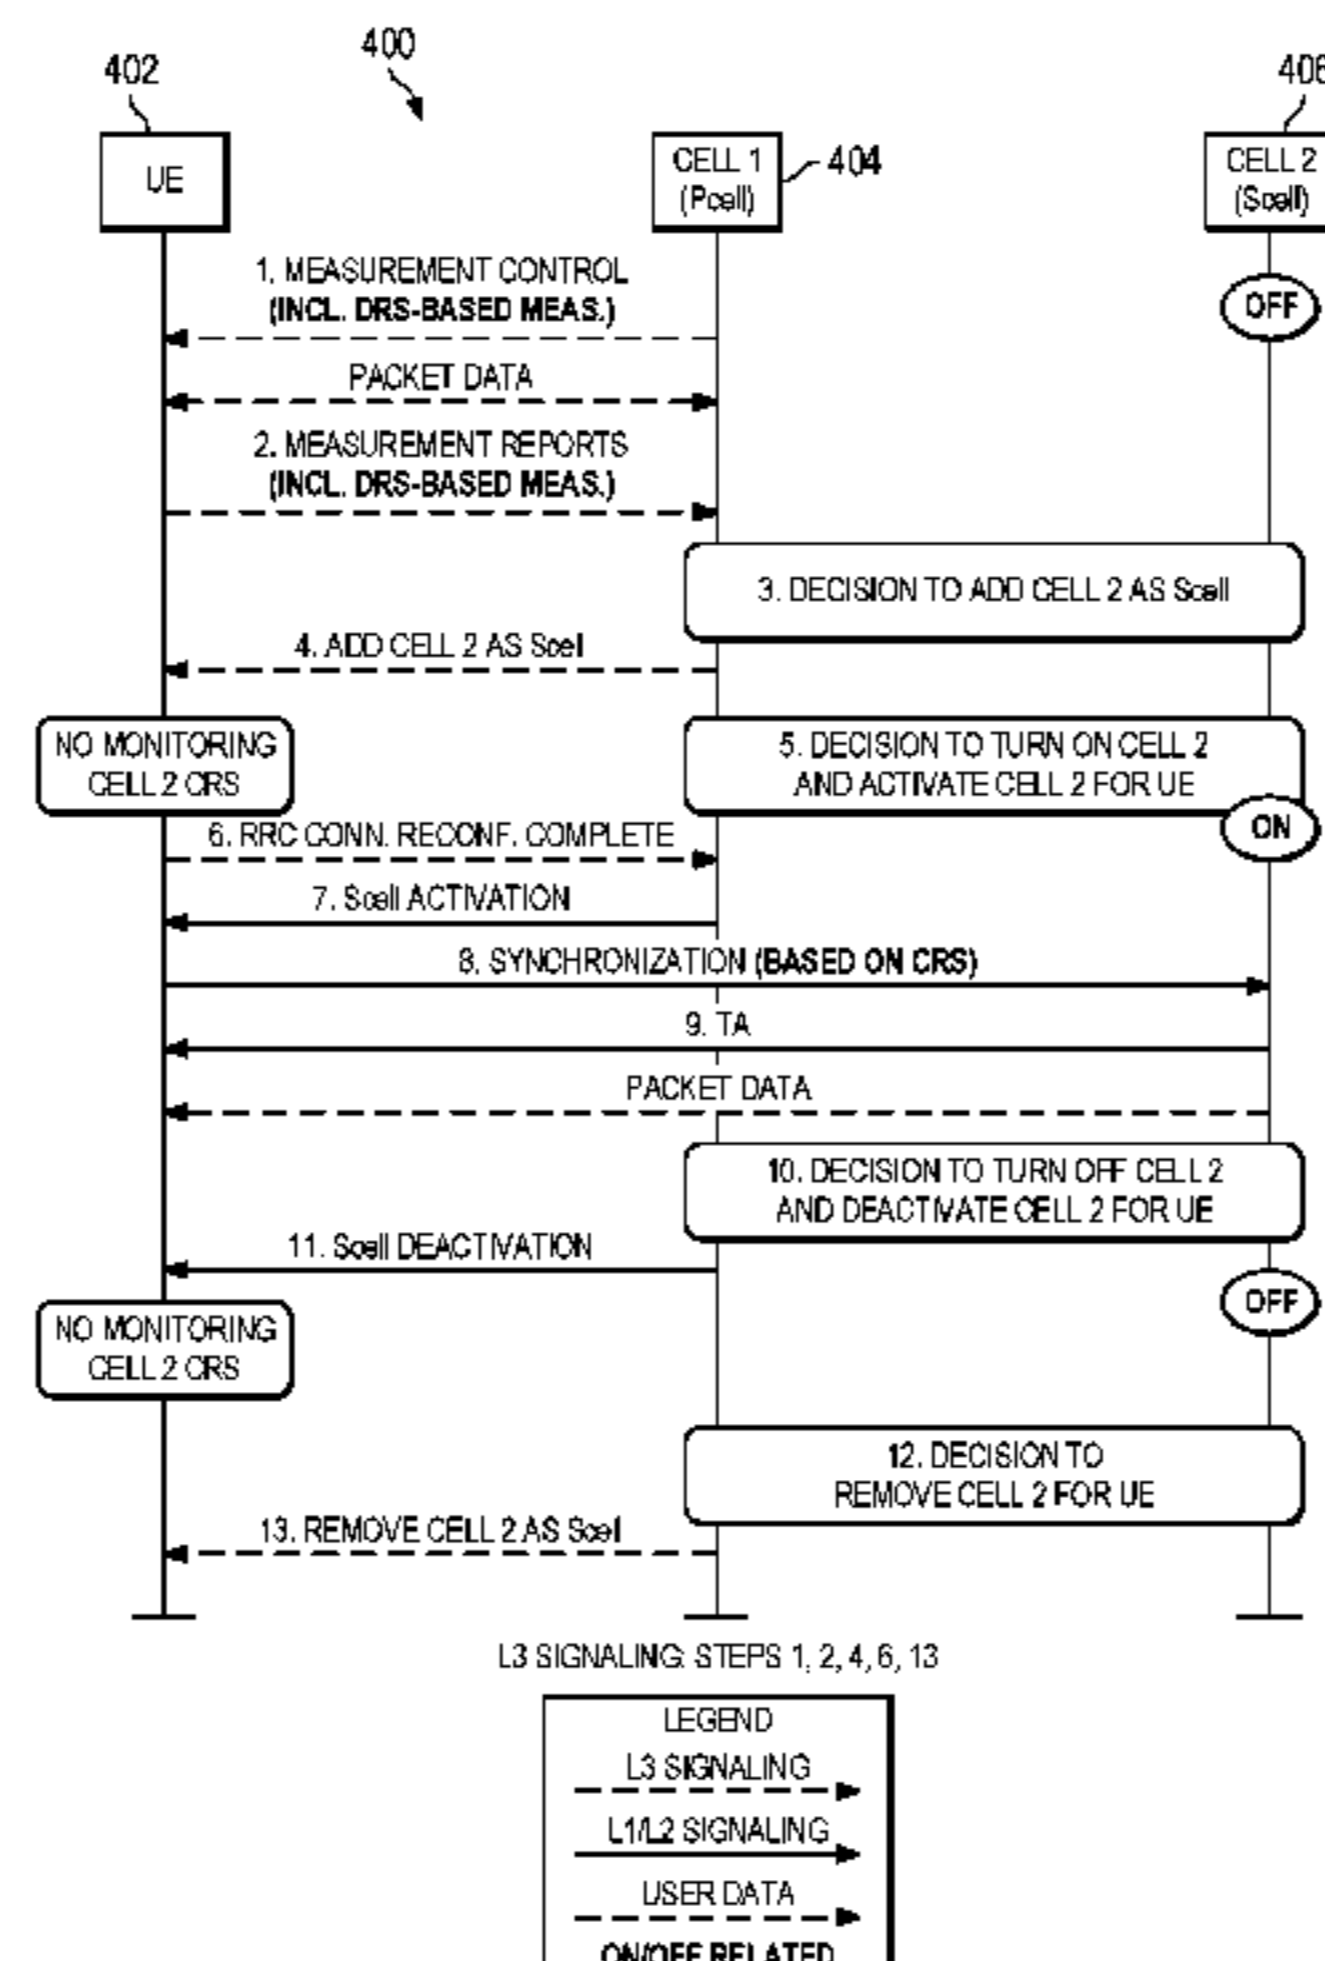 400
402
406
UE
CELL 1
(Pcell)
404
CELL 2
(Scell)
1. MEASUREMENT CONTROL
(INCL. DRS-BASED MEAS.)
OFF
PACKET DATA
2. MEASUREMENT REPORTS
(INCL. DRS-BASED MEAS.)
3. DECISION TO ADD CELL 2 AS Scell
4. ADD CELL 2 AS Scell
NO MONITORING
CELL 2 CRS
5. DECISION TO TURN ON CELL 2
AND ACTIVATE CELL 2 FOR UE
ON
6. RRC CONN. RECONF. COMPLETE
7. Scell ACTIVATION
8. SYNCHRONIZATION (BASED ON CRS)
9. TA
PACKET DATA
10. DECISION TO TURN OFF CELL 2
AND DEACTIVATE CELL 2 FOR UE
11. Scell DEACTIVATION
OFF
NO MONITORING
CELL 2 CRS
12. DECISION TO
REMOVE CELL 2 FOR UE
13. REMOVE CELL 2 AS Scell
L3 SIGNALING: STEPS 1, 2, 4, 6, 13
LEGEND
L3 SIGNALING
L1/L2 SIGNALING
USER DATA
ON/OFF RELATED